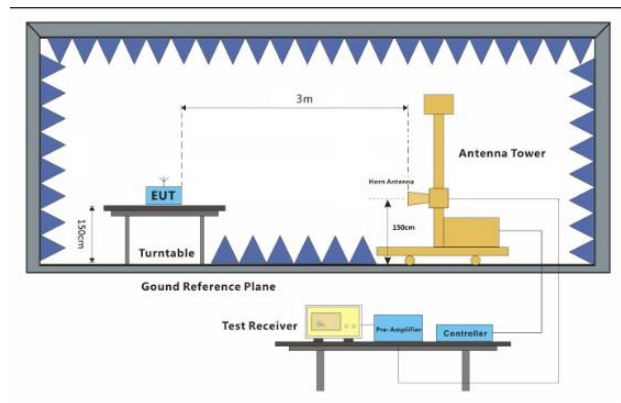 3m
Antenna Tower
Horn Antenna
EUT
150cm
150cm
Turntable
Gound Reference Plane
Test Receiver
Pre-Amplifier
Controller